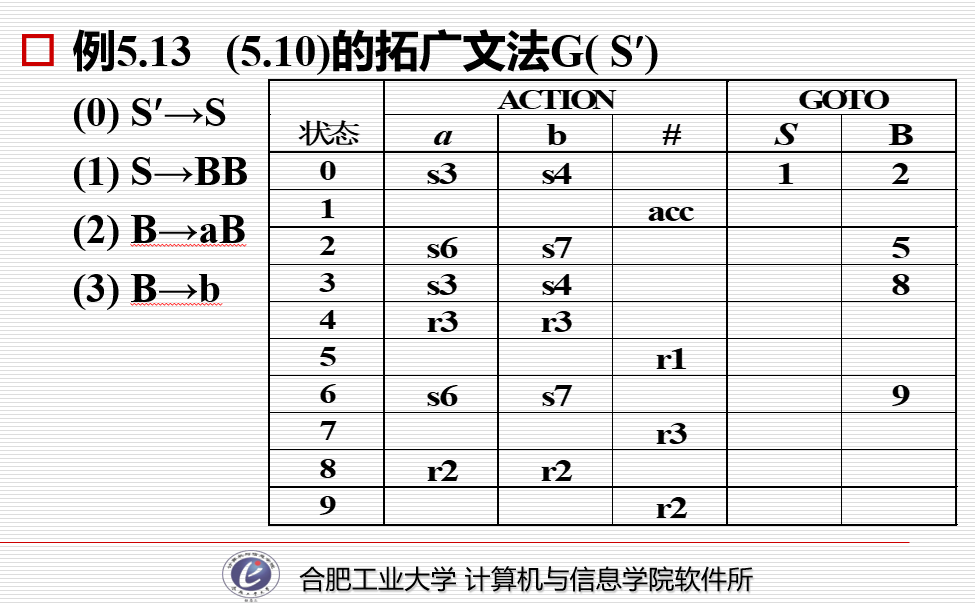 例5.13 (5.10)的拓广文法G( S′)
(0) S′→S
(1) S→BB
(2) B→aB
(3) B→b
状态 ACTION GOTO
a b # S B
0 s3 s4 1 2
1 acc
2 s6 s7 5
3 s3 s4 8
4 r3 r3
5 r1
6 s6 s7 9
7 r3
8 r2 r2
9 r2
合肥工业大学 计算机与信息学院软件所